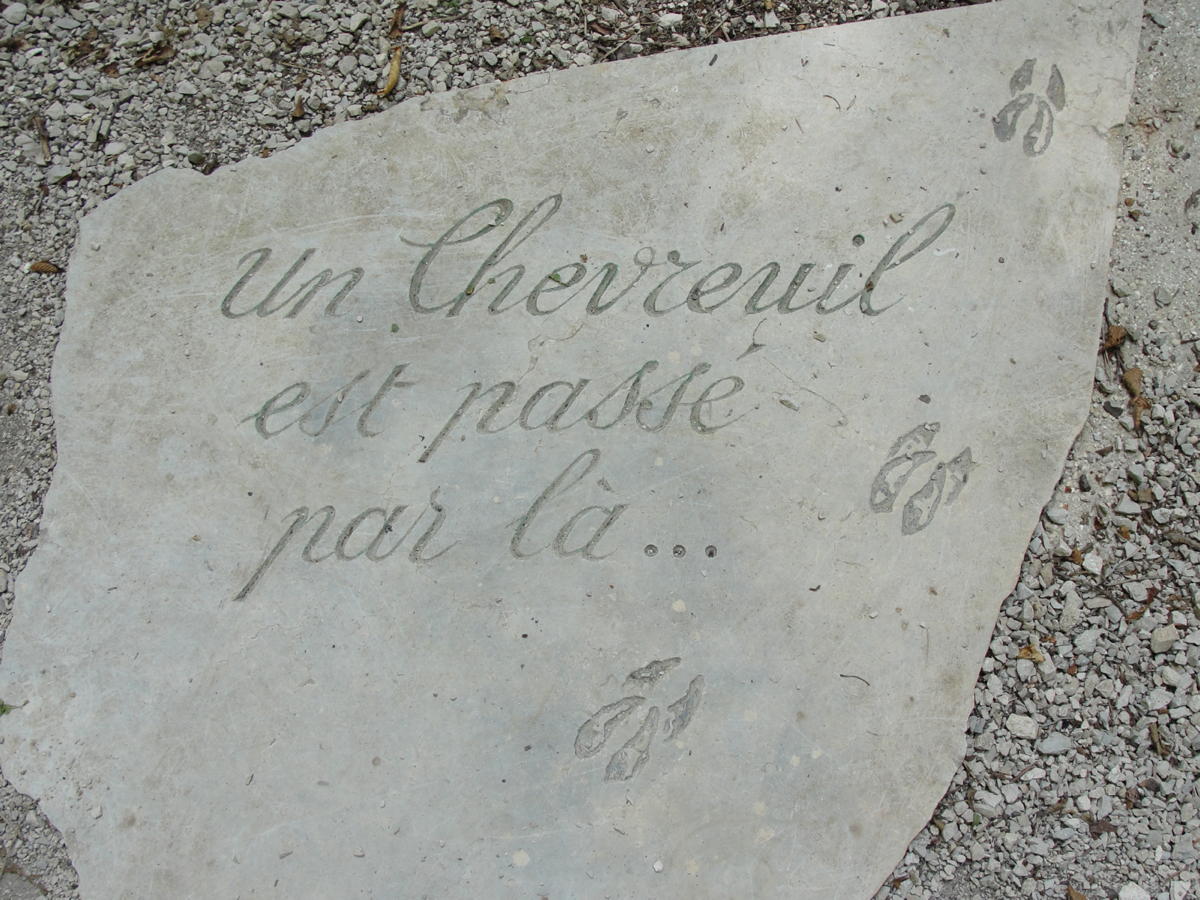 Un Chevreuil
est passé
par là...